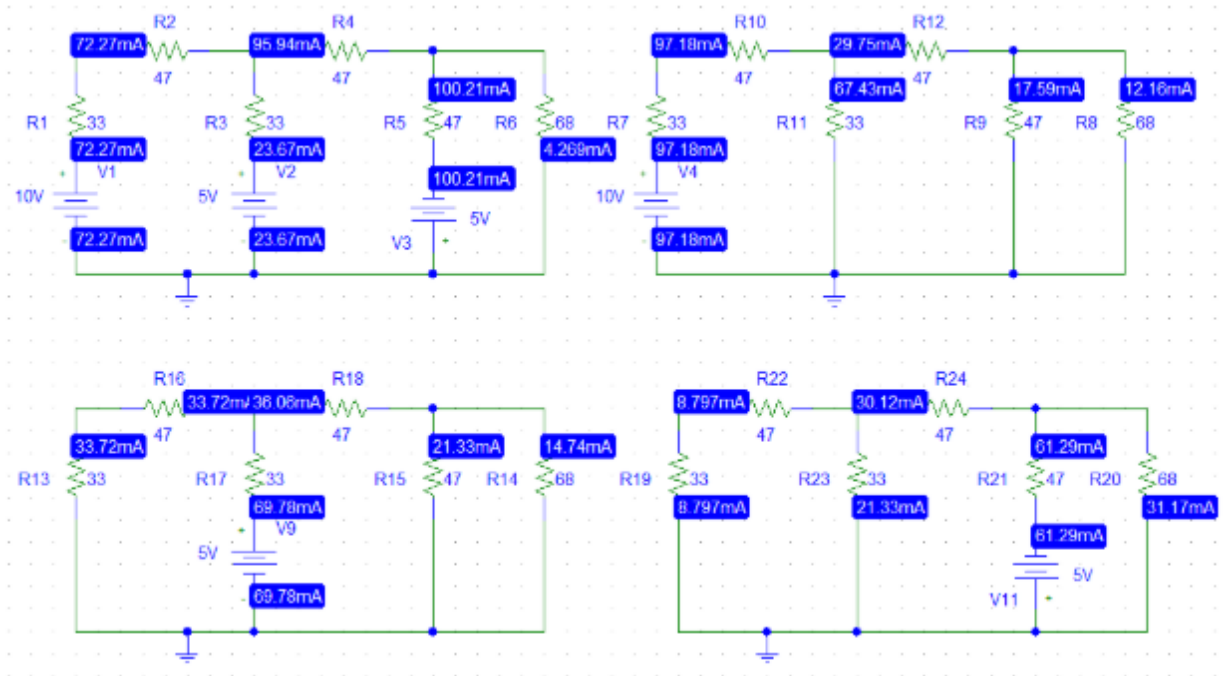 R2 R4 R10 R12
72.27mA 95.94mA 97.18mA 29.75mA
47 47 47 47
100.21mA 67.43mA 17.59mA 12.16mA
R1 33 R3 33 R5 47 R6 68 R7 33 R11 33 R9 47 R8 68
72.27mA 23.67mA 4.269mA 97.18mA
+ V1 + V2 + V4
100.21mA
10V 5V 5V 10V
72.27mA 23.67mA V3 + 97.18mA
R16 R18 R22 R24
33.72mA 36.06mA 8.797mA 30.12mA
47 47 47 47
33.72mA 21.33mA 14.74mA 61.29mA
R13 33 R17 33 R15 47 R14 68 R19 33 R23 33 R21 47 R20 68
69.78mA 8.797mA 21.33mA 31.17mA
+ V9
61.29mA
5V 5V
69.78mA V11 +